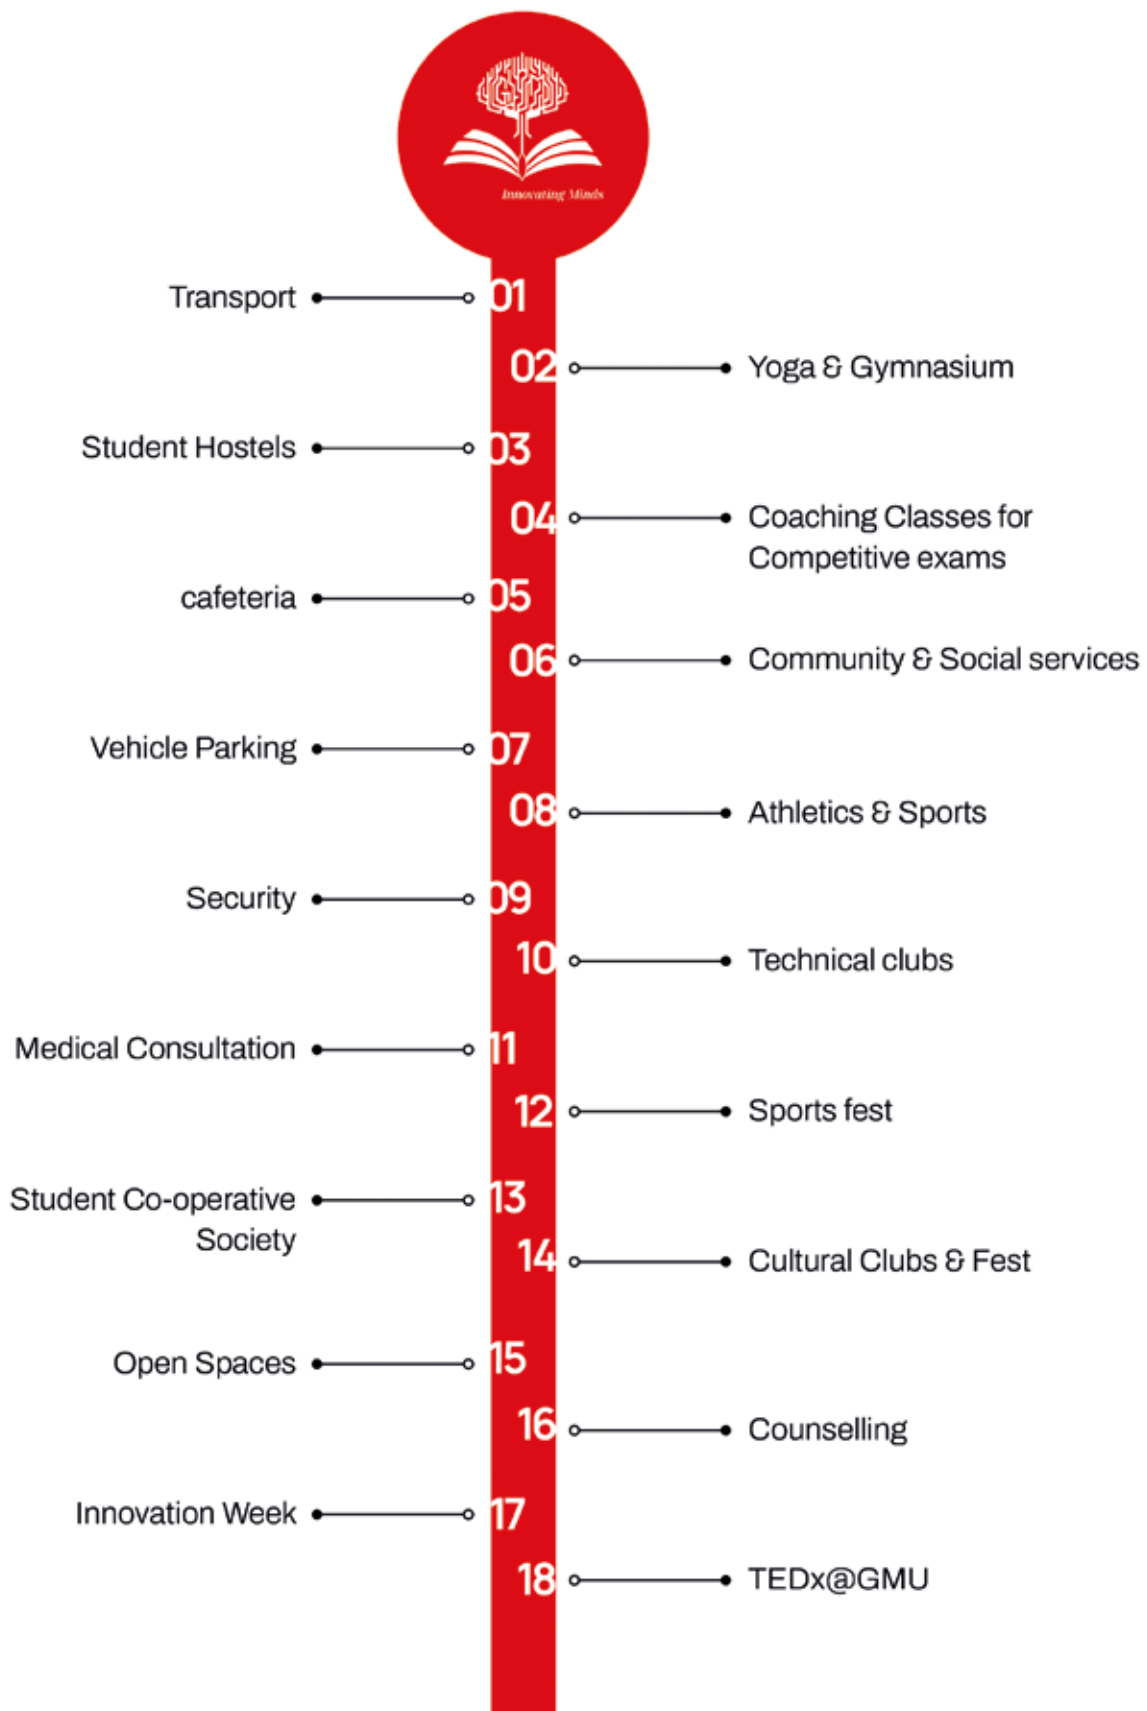 Innovating Minds
Transport
01
02
Yoga & Gymnasium
Student Hostels
03
04
Coaching Classes for
Competitive exams
cafeteria
05
06
Community & Social services
Vehicle Parking
07
08
Athletics & Sports
Security
09
10
Technical clubs
Medical Consultation
11
12
Sports fest
Student Co-operative
Society
13
14
Cultural Clubs & Fest
Open Spaces
15
16
Counselling
Innovation Week
17
18
TEDx@GMU